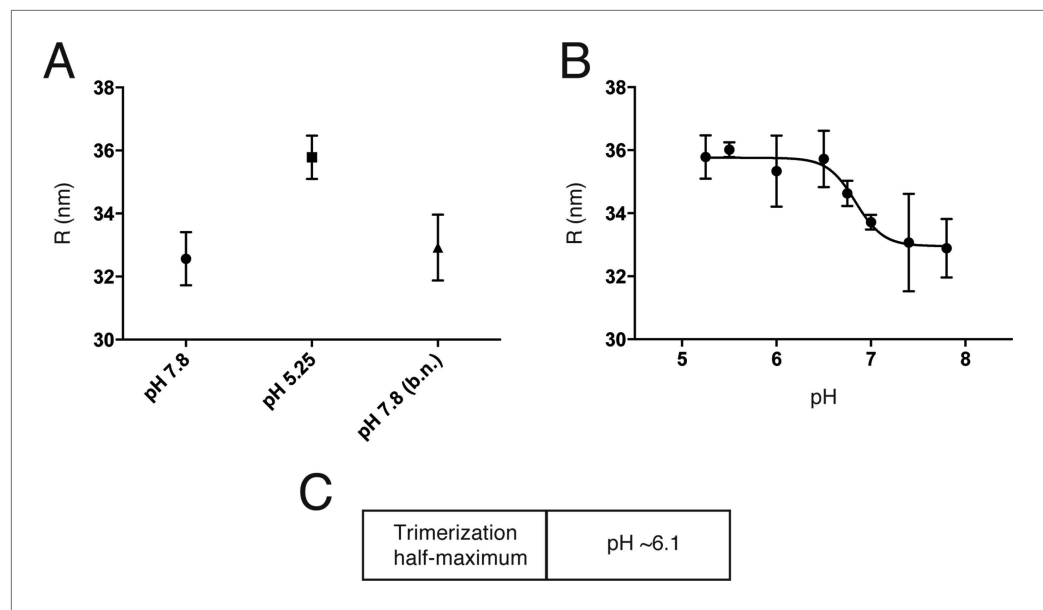 A
38
36
34
32
30
R (nm)
pH 7.8
pH 5.25
pH 7.8 (b.n.)
B
38
36
34
32
30
R (nm)
5 6 7 8
pH
C
Trimerization
half-maximum
pH ~6.1